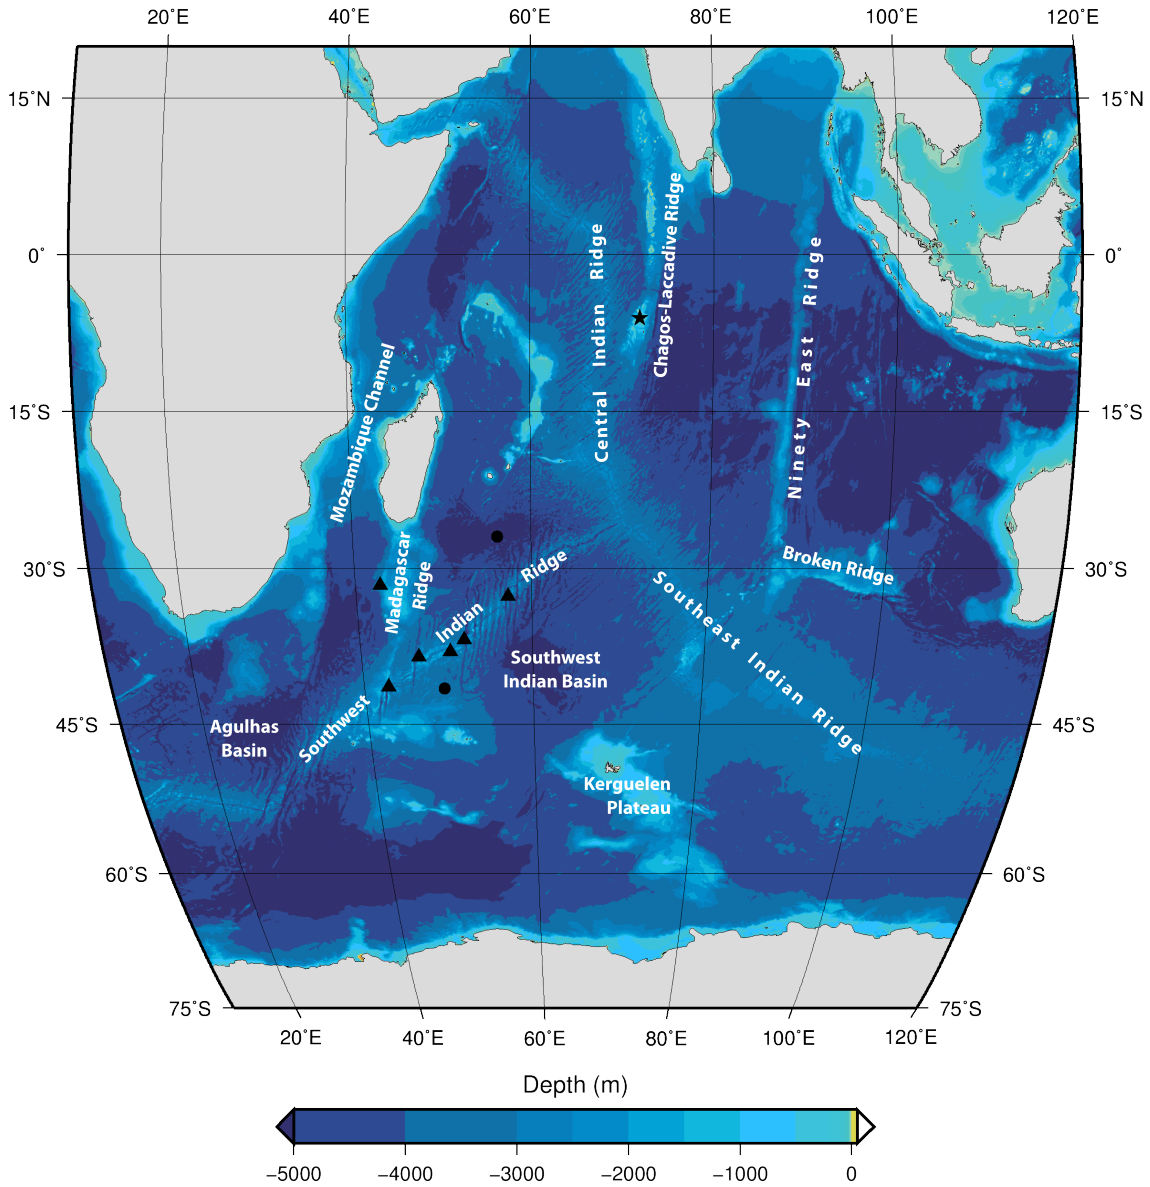 20˚E 40˚E 60˚E 80˚E 100˚E 120˚E
15˚N 15˚N
0˚ 0˚
15˚S 15˚S
30˚S 30˚S
45˚S 45˚S
60˚S 60˚S
75˚S 75˚S
Chagos-Laccadive Ridge
Central Indian Ridge
Ninety East Ridge
Mozambique Channel
Madagascar
Ridge
Broken Ridge
Southwest Indian Ridge
Southeast Indian Ridge
Southwest
Indian Basin
Agulhas
Basin
Kerguelen
Plateau
20˚E 40˚E 60˚E 80˚E 100˚E 120˚E
Depth (m)
−5000 −4000 −3000 −2000 −1000 0